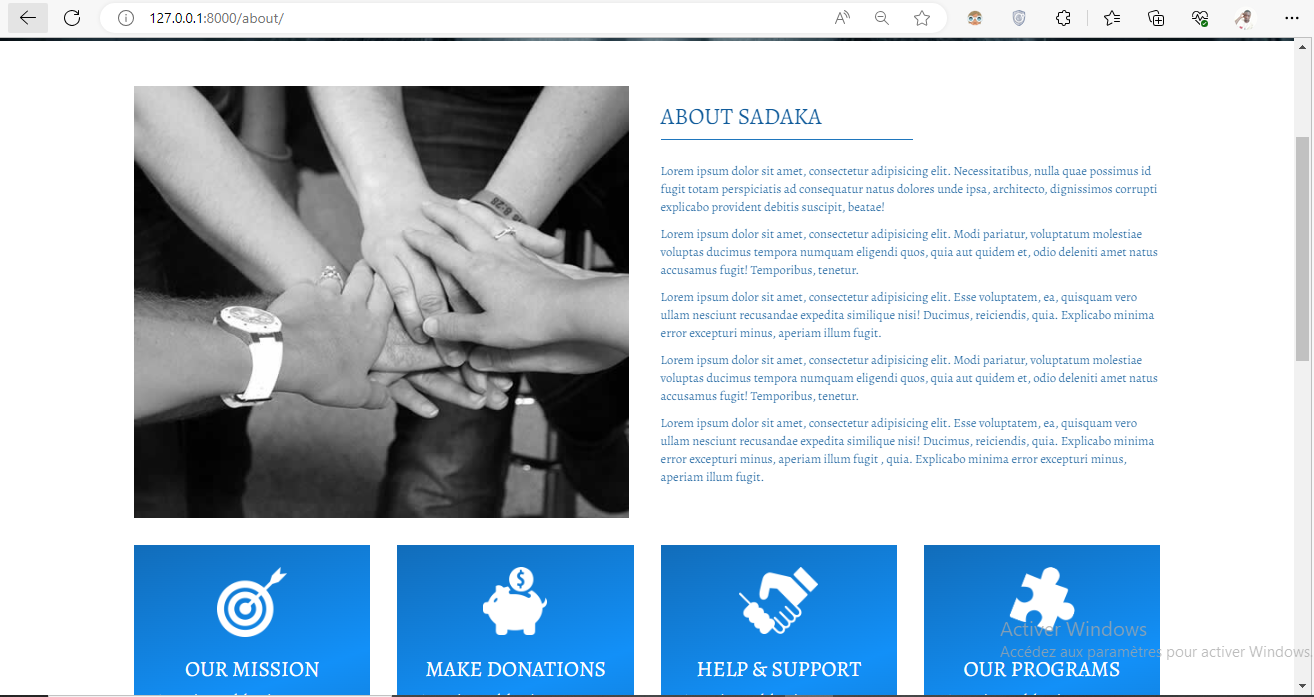 127.0.0.1:8000/about/
ABOUT SADAKA
Lorem ipsum dolor sit amet, consectetur adipisicing elit. Necessitatibus, nulla quae possimus id
fugit totam perspiciatis ad consequatur natus dolores unde ipsa, architecto, dignissimos corrupti
explicabo provident debitis suscipit, beatae!
Lorem ipsum dolor sit amet, consectetur adipisicing elit. Modi pariatur, voluptatum molestiae
voluptas ducimus tempora numquam eligendi quos, quia aut quidem et, odio deleniti amet natus
accusamus fugit! Temporibus, tenetur.
Lorem ipsum dolor sit amet, consectetur adipisicing elit. Esse voluptatem, ea, quisquam vero
ullam nesciunt recusandae expedita similique nisi! Ducimus, reiciendis, quia. Explicabo minima
error excepturi minus, aperiam illum fugit.
Lorem ipsum dolor sit amet, consectetur adipisicing elit. Modi pariatur, voluptatum molestiae
voluptas ducimus tempora numquam eligendi quos, quia aut quidem et, odio deleniti amet natus
accusamus fugit! Temporibus, tenetur.
Lorem ipsum dolor sit amet, consectetur adipisicing elit. Esse voluptatem, ea, quisquam vero
ullam nesciunt recusandae expedita similique nisi! Ducimus, reiciendis, quia. Explicabo minima
error excepturi minus, aperiam illum fugit , quia. Explicabo minima error excepturi minus,
aperiam illum fugit.
$
OUR MISSION
MAKE DONATIONS
HELP & SUPPORT
OUR PROGRAMS
Activer Windows
Accédez aux paramètres pour activer Windows.